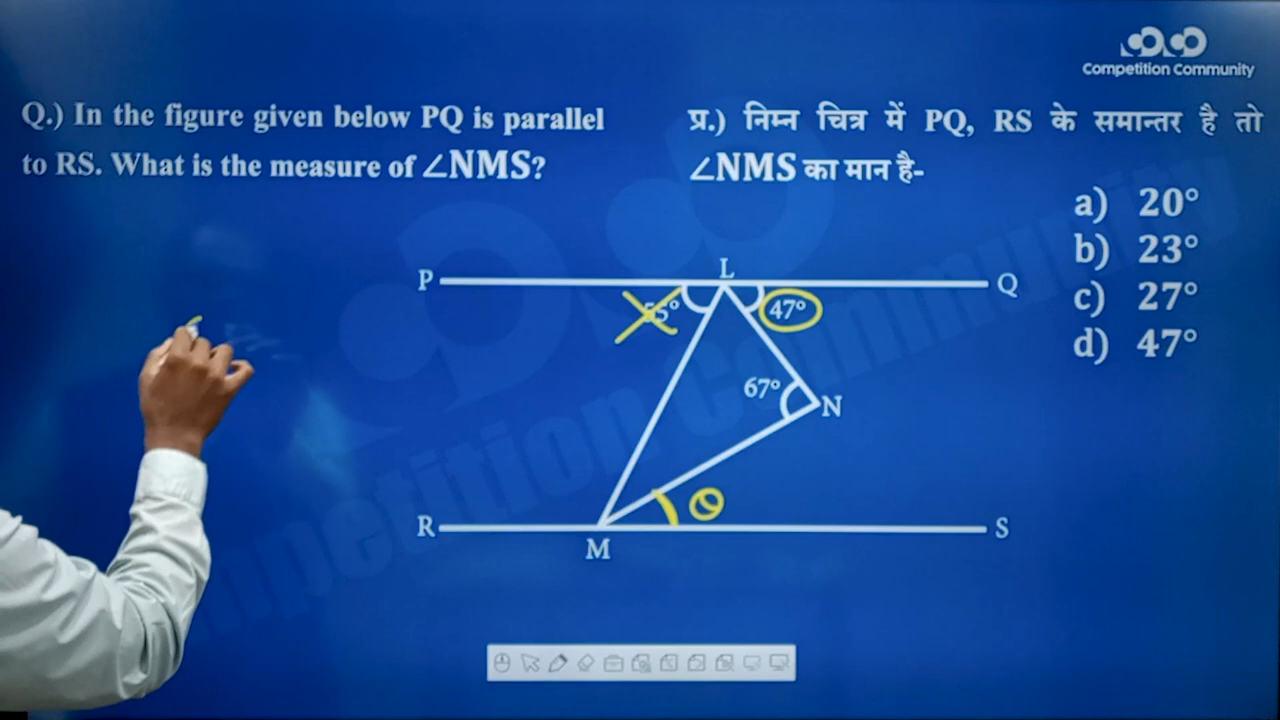 Competition Community
Q.) In the figure given below PQ is parallel
to RS. What is the measure of ∠NMS?
प्र.) निम्न चित्र में PQ, RS के समान्तर है तो
∠NMS का मान है-
a) 20°
b) 23°
c) 27°
d) 47°
P
L
Q
55°
47°
67°
N
θ
R
M
S